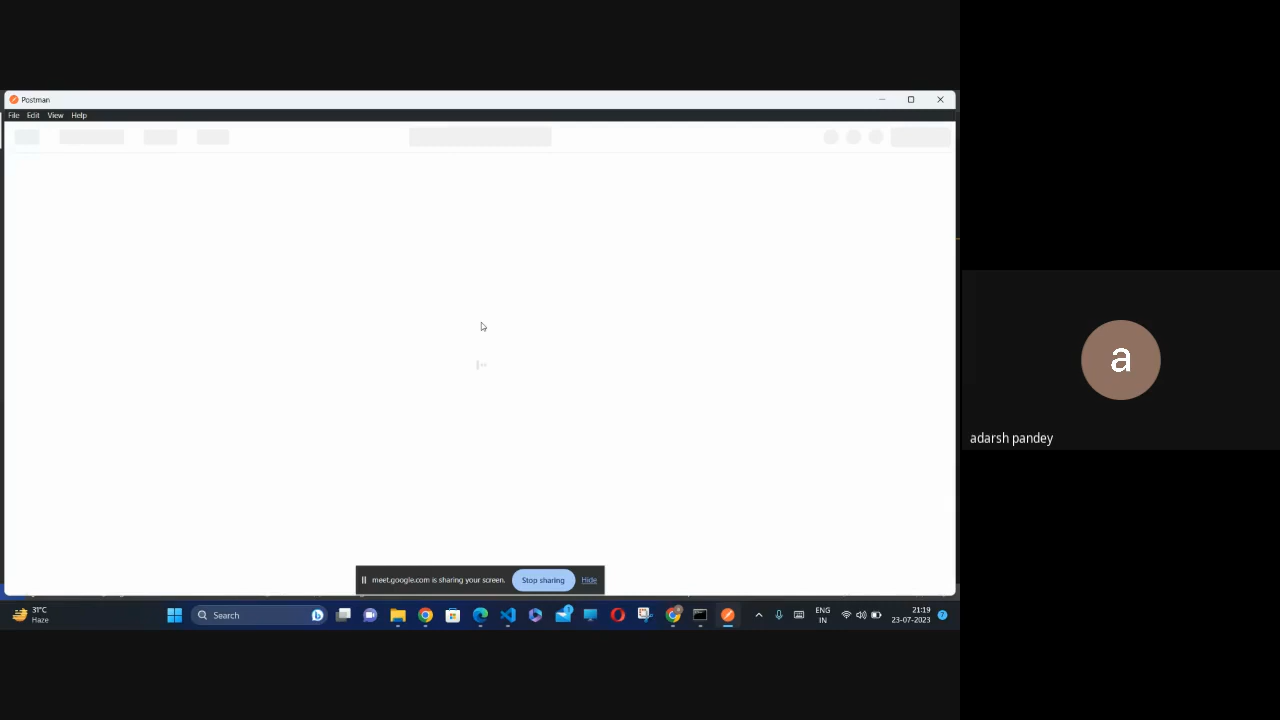 Postman
File Edit View Help
meet.google.com is sharing your screen. Stop sharing Hide
31°C
Haze
Search
ENG
IN
21:19
23-07-2023
a
adarsh pandey